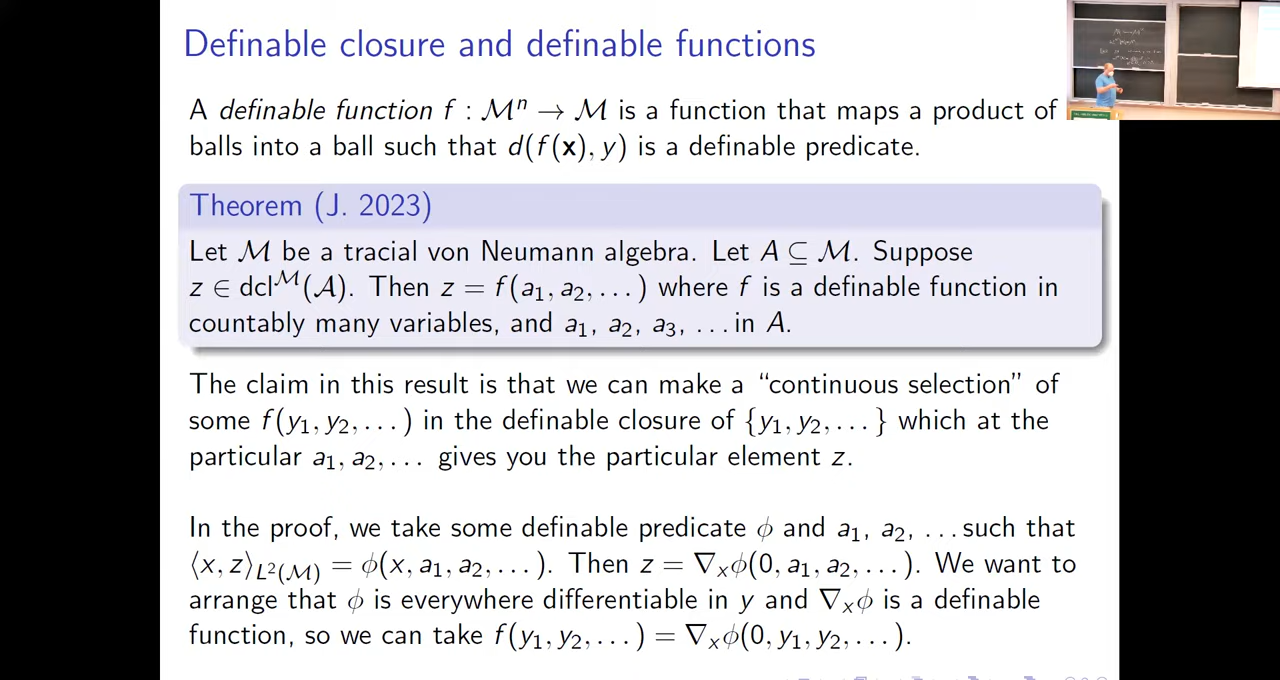 Definable closure and definable functions
A definable function f : ℳⁿ → ℳ is a function that maps a product of
balls into a ball such that d(f(𝐱), y) is a definable predicate.
Theorem (J. 2023)
Let ℳ be a tracial von Neumann algebra. Let A ⊆ ℳ. Suppose
z ∈ dcl^ℳ(𝒜). Then z = f(a₁, a₂, . . . ) where f is a definable function in
countably many variables, and a₁, a₂, a₃, . . . in A.
The claim in this result is that we can make a “continuous selection” of
some f(y₁, y₂, . . . ) in the definable closure of {y₁, y₂, . . . } which at the
particular a₁, a₂, . . . gives you the particular element z.
In the proof, we take some definable predicate ϕ and a₁, a₂, . . . such that
⟨x, z⟩_{L²(ℳ)} = ϕ(x, a₁, a₂, . . . ). Then z = ∇ₓϕ(0, a₁, a₂, . . . ). We want to
arrange that ϕ is everywhere differentiable in y and ∇ₓϕ is a definable
function, so we can take f(y₁, y₂, . . . ) = ∇ₓϕ(0, y₁, y₂, . . . ).